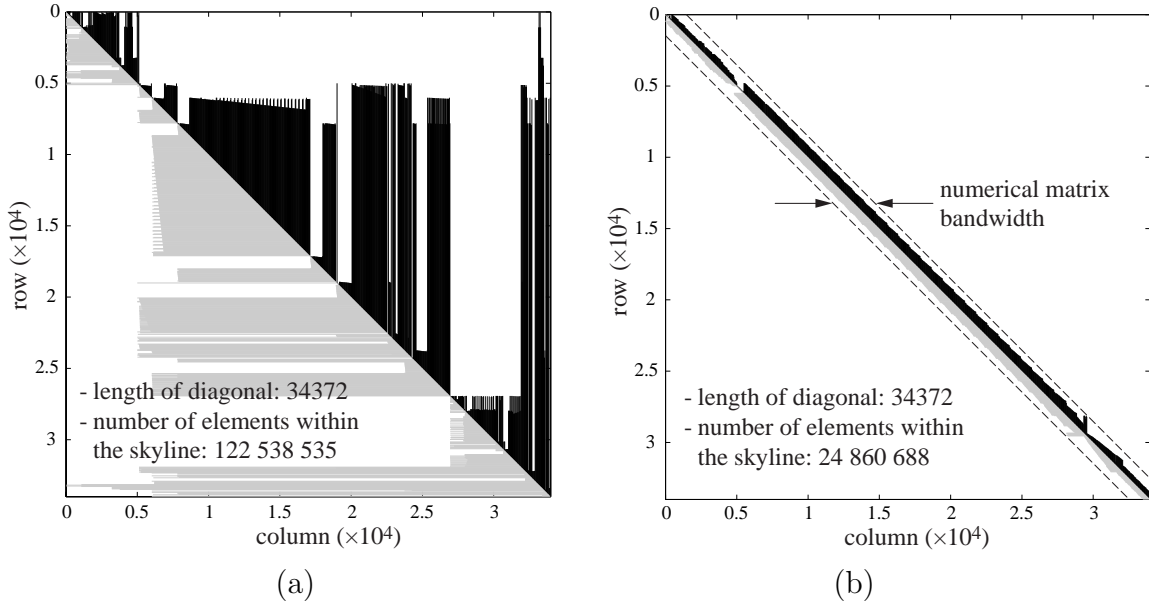 0
0.5
1
1.5
2
2.5
3
row (×10⁴)
- length of diagonal: 34372
- number of elements within
the skyline: 122 538 535
0 0.5 1 1.5 2 2.5 3
column (×10⁴)
(a)
0
0.5
1
1.5
2
2.5
3
row (×10⁴)
numerical matrix
bandwidth
- length of diagonal: 34372
- number of elements within
the skyline: 24 860 688
0 0.5 1 1.5 2 2.5 3
column (×10⁴)
(b)